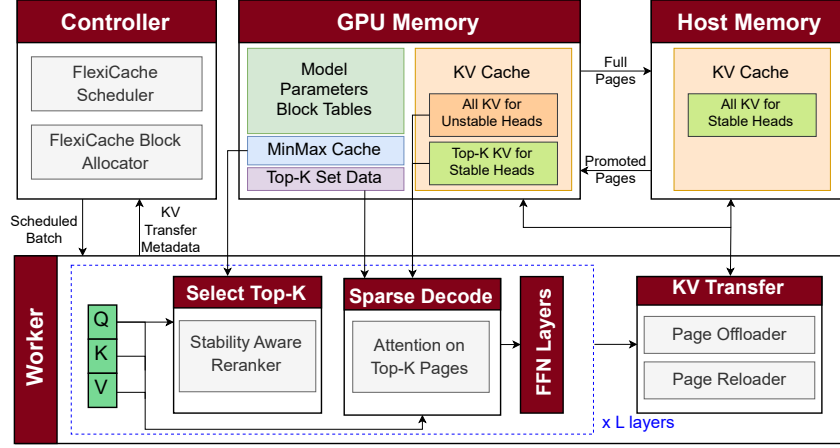 Controller
FlexiCache
Scheduler
FlexiCache Block
Allocator
GPU Memory
Model
Parameters
Block Tables
MinMax Cache
Top-K Set Data
KV Cache
All KV for
Unstable Heads
Top-K KV for
Stable Heads
Full
Pages
Promoted
Pages
Host Memory
KV Cache
All KV for
Stable Heads
Scheduled
Batch
KV
Transfer
Metadata
Worker
Q
K
V
Select Top-K
Stability Aware
Reranker
Sparse Decode
Attention on
Top-K Pages
FFN Layers
x L layers
KV Transfer
Page Offloader
Page Reloader